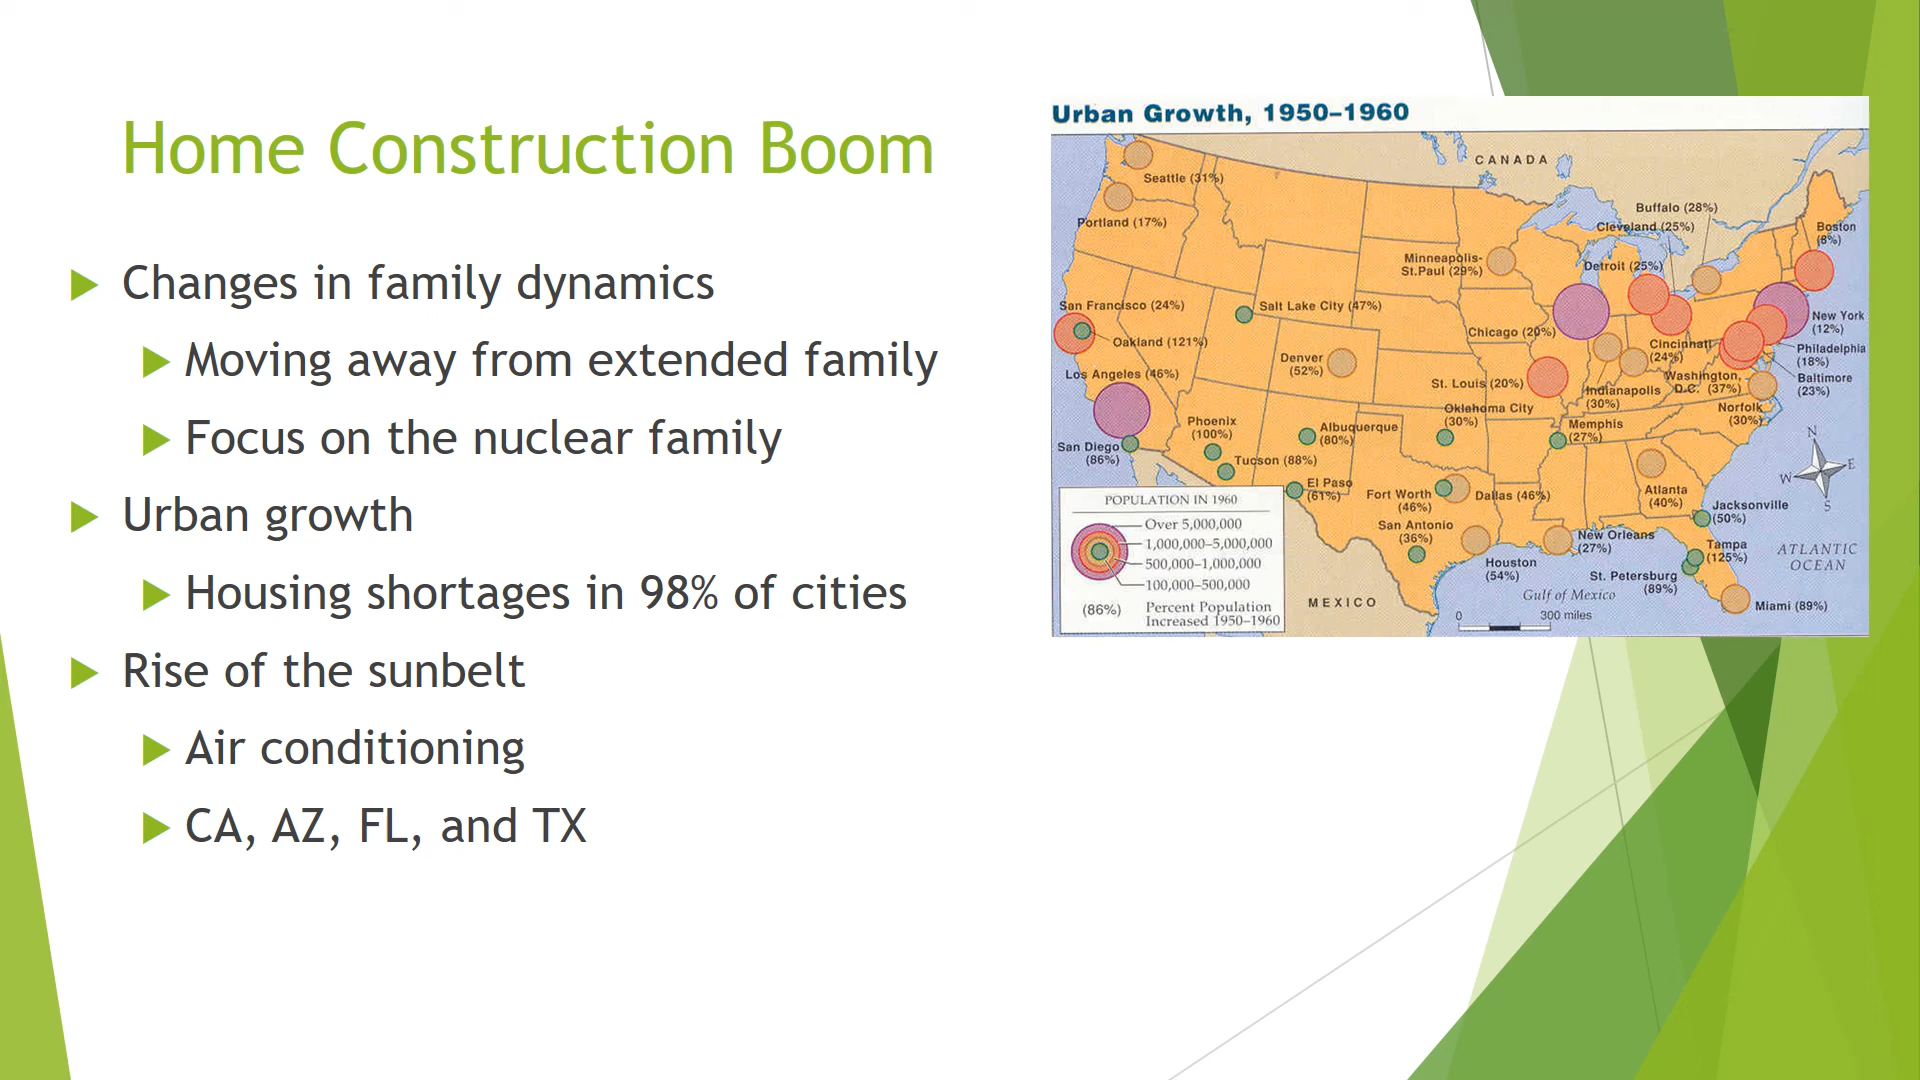 Home Construction Boom
Changes in family dynamics
Moving away from extended family
Focus on the nuclear family
Urban growth
Housing shortages in 98% of cities
Rise of the sunbelt
Air conditioning
CA, AZ, FL, and TX
Urban Growth, 1950–1960
CANADA
Seattle (31%)
Portland (17%)
Buffalo (28%)
Cleveland (25%)
Boston
(8%)
Minneapolis-
St.Paul (29%)
Detroit (25%)
San Francisco (24%)
Salt Lake City (47%)
New York
(12%)
Chicago (20%)
Oakland (121%)
Cincinnati
(24%)
Philadelphia
(18%)
Denver
(52%)
Los Angeles (46%)
St. Louis (20%)
Washington,
D.C. (37%)
Baltimore
(23%)
Indianapolis
(30%)
Oklahoma City
(30%)
Norfolk
(30%)
Phoenix
(100%)
Albuquerque
(80%)
Memphis
(27%)
San Diego
(86%)
Tucson (88%)
N
W
E
S
El Paso
(61%)
Fort Worth
(46%)
Dallas (46%)
Atlanta
(40%)
Jacksonville
(50%)
San Antonio
(36%)
New Orleans
(27%)
Tampa
(125%)
ATLANTIC
OCEAN
Houston
(54%)
St. Petersburg
(89%)
Gulf of Mexico
MEXICO
Miami (89%)
0
300 miles
POPULATION IN 1960
Over 5,000,000
1,000,000–5,000,000
500,000–1,000,000
100,000–500,000
(86%)
Percent Population
Increased 1950–1960